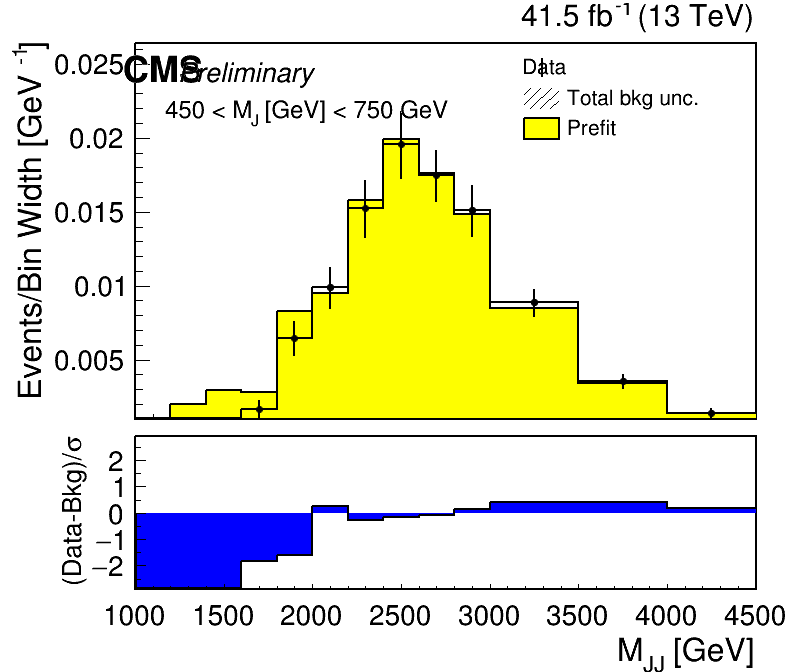 41.5 fb-1 (13 TeV)
CMS Preliminary
450 < MJ [GeV] < 750 GeV
Data
Total bkg unc.
Prefit
Events/Bin Width [GeV-1]
0.025
0.02
0.015
0.01
0.005
(Data-Bkg)/σ
2
1
0
−1
−2
1000 1500 2000 2500 3000 3500 4000 4500
MJJ [GeV]